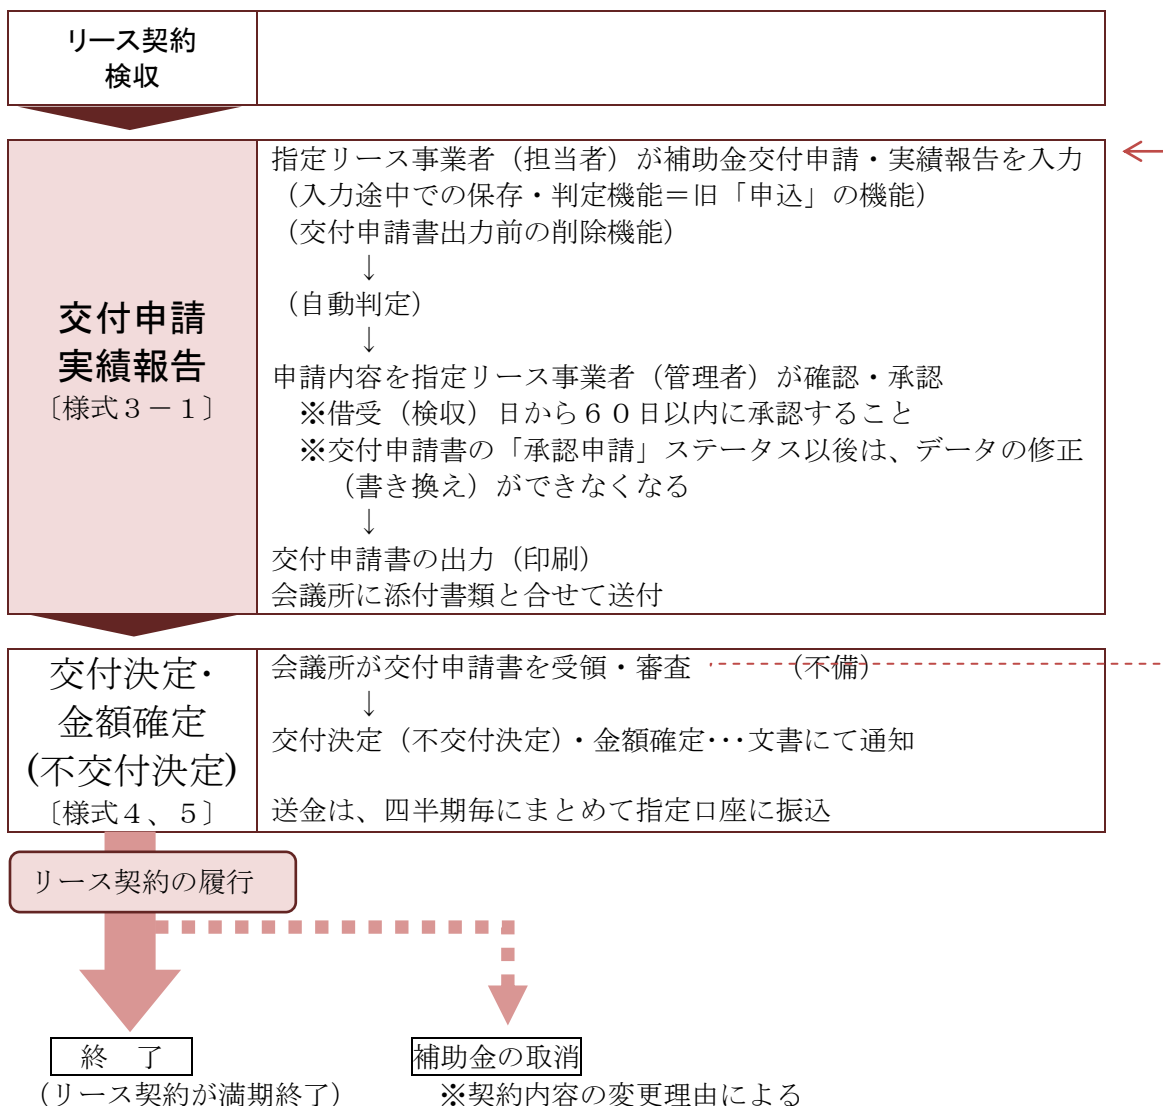 リース契約
検収
交付申請
実績報告
〔様式３－１〕
指定リース事業者（担当者）が補助金交付申請・実績報告を入力
（入力途中での保存・判定機能＝旧「申込」の機能）
（交付申請書出力前の削除機能）
↓
（自動判定）
↓
申請内容を指定リース事業者（管理者）が確認・承認
※借受（検収）日から６０日以内に承認すること
※交付申請書の「承認申請」ステータス以後は、データの修正
（書き換え）ができなくなる
↓
交付申請書の出力（印刷）
会議所に添付書類と合せて送付
交付決定・
金額確定
(不交付決定)
〔様式４、５〕
会議所が交付申請書を受領・審査　（不備）
↓
交付決定（不交付決定）・金額確定･･･文書にて通知
送金は、四半期毎にまとめて指定口座に振込
リース契約の履行
終　了
（リース契約が満期終了）
補助金の取消
※契約内容の変更理由による